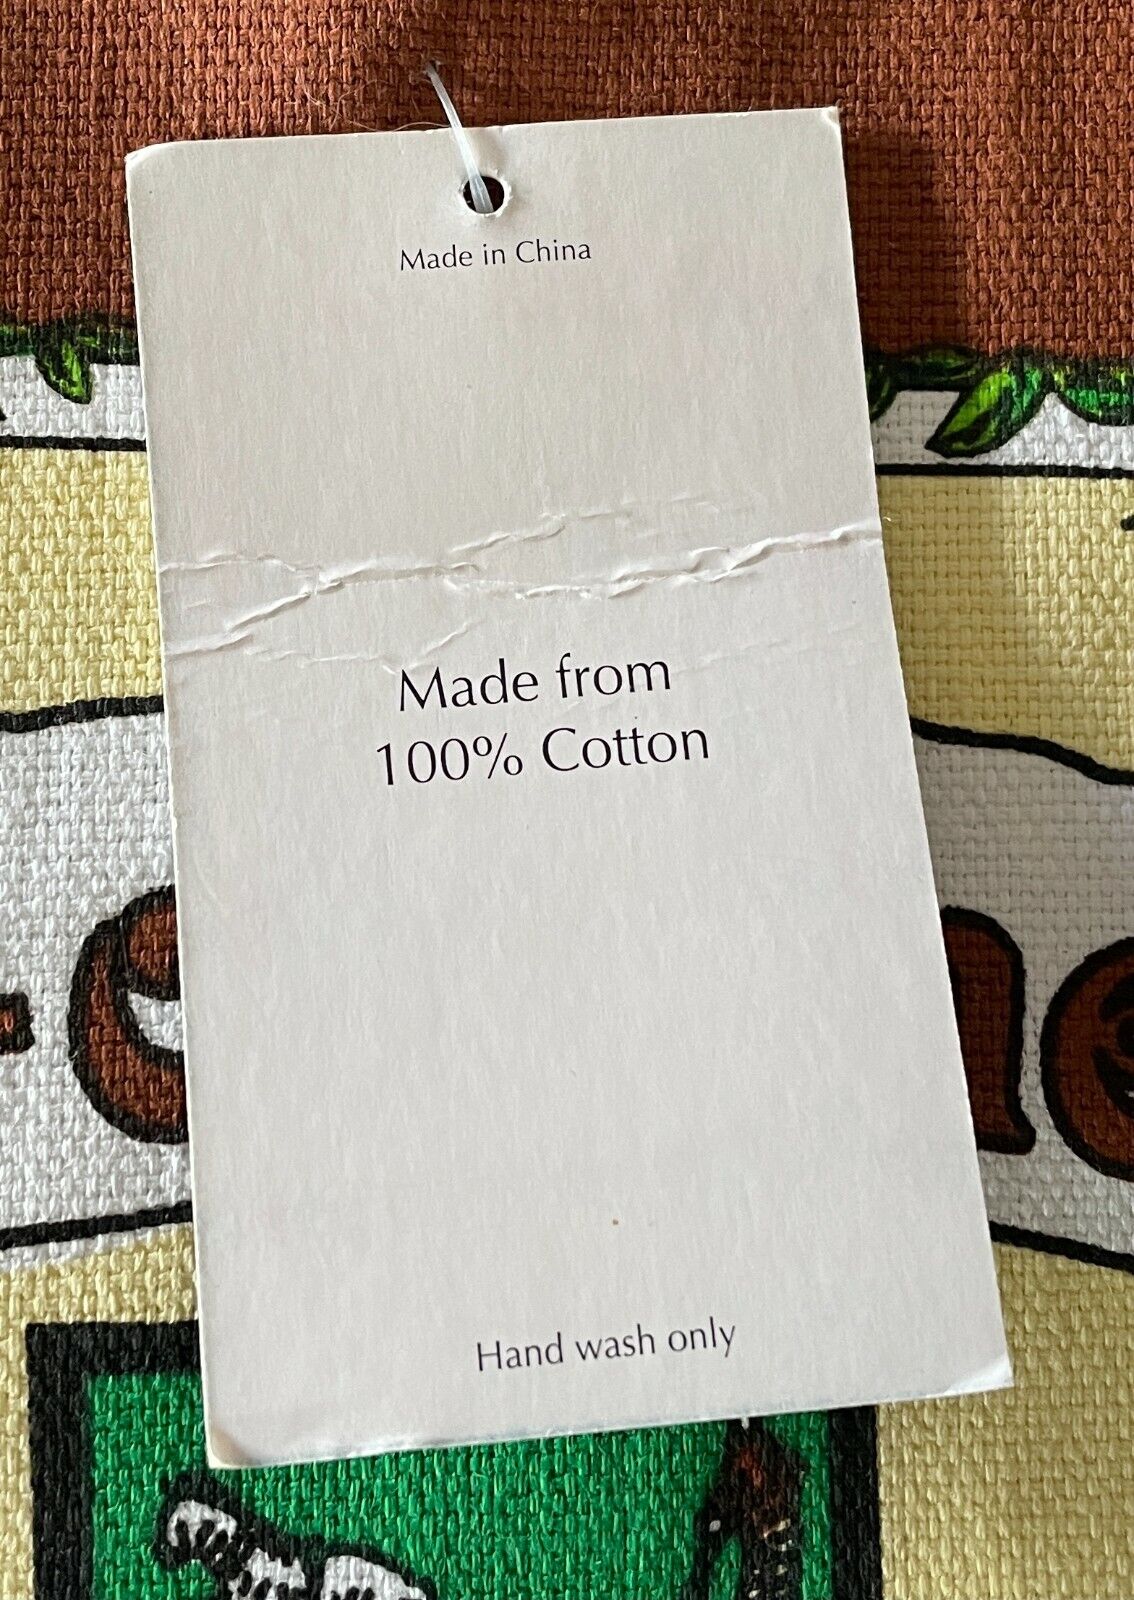 Made in China
Made from
100% Cotton
Hand wash only